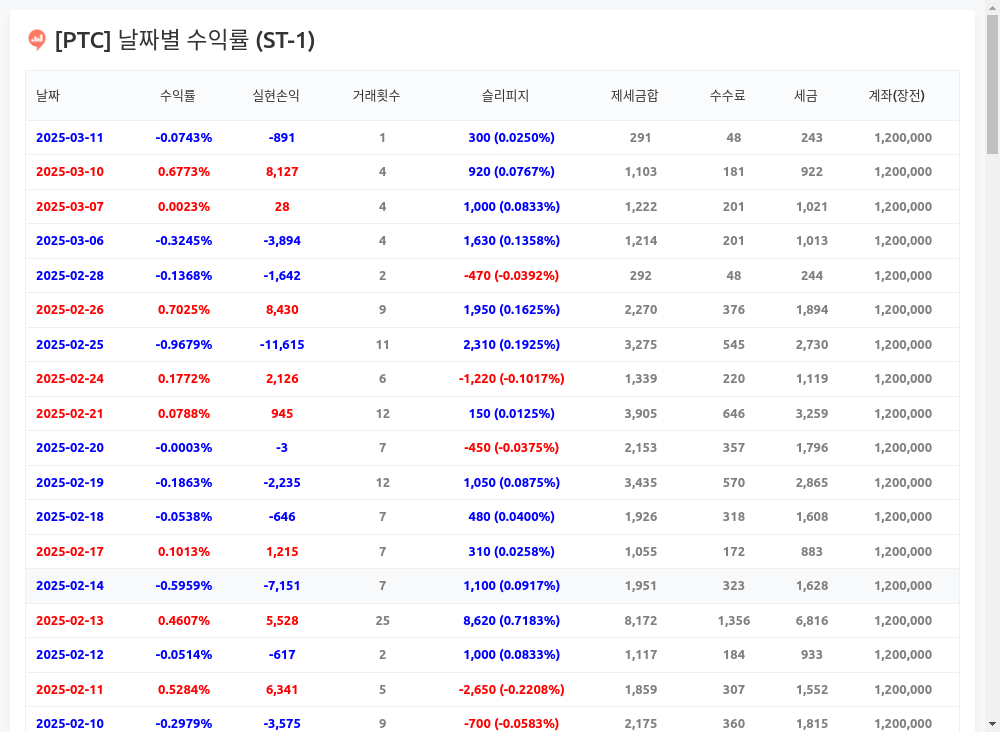 [PTC] 날짜별 수익률 (ST-1)
날짜 수익률 실현손익 거래횟수 슬리피지 제세금합 수수료 세금 계좌(장전)
2025-03-11 -0.0743% -891 1 300 (0.0250%) 291 48 243 1,200,000
2025-03-10 0.6773% 8,127 4 920 (0.0767%) 1,103 181 922 1,200,000
2025-03-07 0.0023% 28 4 1,000 (0.0833%) 1,222 201 1,021 1,200,000
2025-03-06 -0.3245% -3,894 4 1,630 (0.1358%) 1,214 201 1,013 1,200,000
2025-02-28 -0.1368% -1,642 2 -470 (-0.0392%) 292 48 244 1,200,000
2025-02-26 0.7025% 8,430 9 1,950 (0.1625%) 2,270 376 1,894 1,200,000
2025-02-25 -0.9679% -11,615 11 2,310 (0.1925%) 3,275 545 2,730 1,200,000
2025-02-24 0.1772% 2,126 6 -1,220 (-0.1017%) 1,339 220 1,119 1,200,000
2025-02-21 0.0788% 945 12 150 (0.0125%) 3,905 646 3,259 1,200,000
2025-02-20 -0.0003% -3 7 -450 (-0.0375%) 2,153 357 1,796 1,200,000
2025-02-19 -0.1863% -2,235 12 1,050 (0.0875%) 3,435 570 2,865 1,200,000
2025-02-18 -0.0538% -646 7 480 (0.0400%) 1,926 318 1,608 1,200,000
2025-02-17 0.1013% 1,215 7 310 (0.0258%) 1,055 172 883 1,200,000
2025-02-14 -0.5959% -7,151 7 1,100 (0.0917%) 1,951 323 1,628 1,200,000
2025-02-13 0.4607% 5,528 25 8,620 (0.7183%) 8,172 1,356 6,816 1,200,000
2025-02-12 -0.0514% -617 2 1,000 (0.0833%) 1,117 184 933 1,200,000
2025-02-11 0.5284% 6,341 5 -2,650 (-0.2208%) 1,859 307 1,552 1,200,000
2025-02-10 -0.2979% -3,575 9 -700 (-0.0583%) 2,175 360 1,815 1,200,000